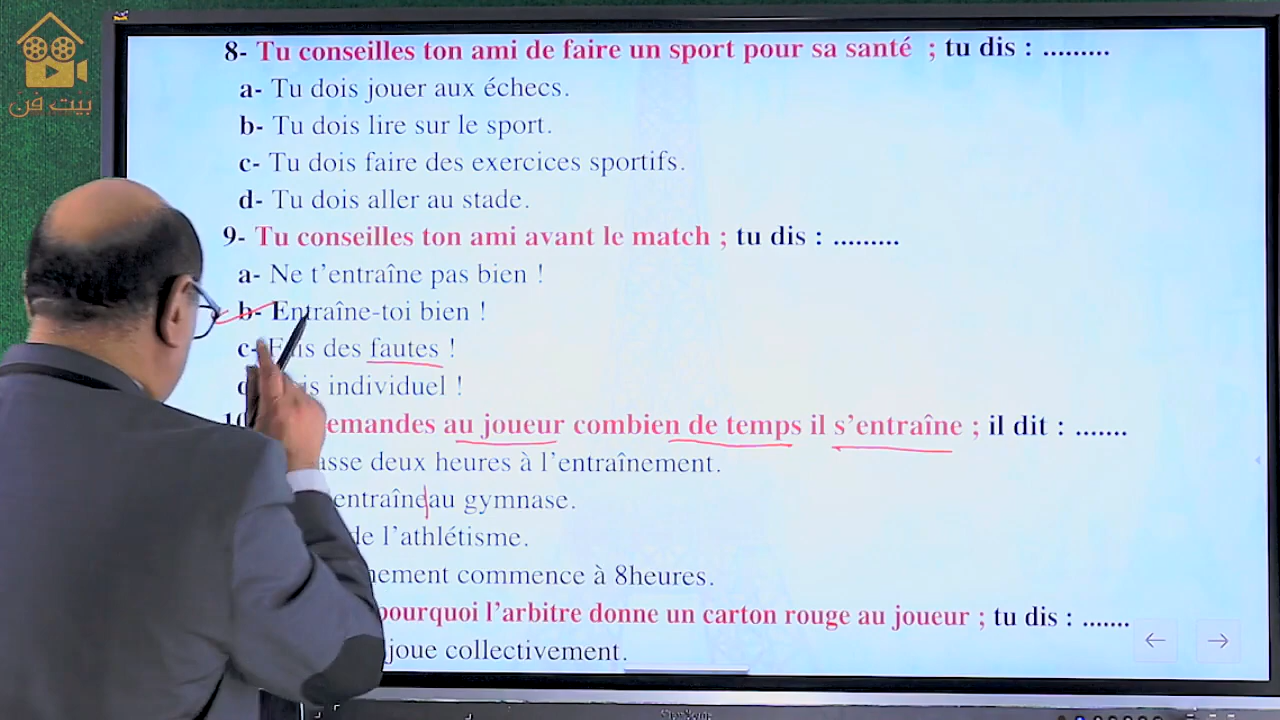 بيت فن
8- Tu conseilles ton ami de faire un sport pour sa santé ; tu dis : .........
a- Tu dois jouer aux échecs.
b- Tu dois lire sur le sport.
c- Tu dois faire des exercices sportifs.
d- Tu dois aller au stade.
9- Tu conseilles ton ami avant le match ; tu dis : .........
a- Ne t'entraîne pas bien !
b- Entraîne-toi bien !
c- Fais des fautes !
individuel !
10 demandes au joueur combien de temps il s'entraîne ; il dit : .......
asse deux heures à l'entraînement.
entraîne au gymnase.
de l'athlétisme.
nement commence à 8heures.
pourquoi l'arbitre donne un carton rouge au joueur ; tu dis : .......
joue collectivement.